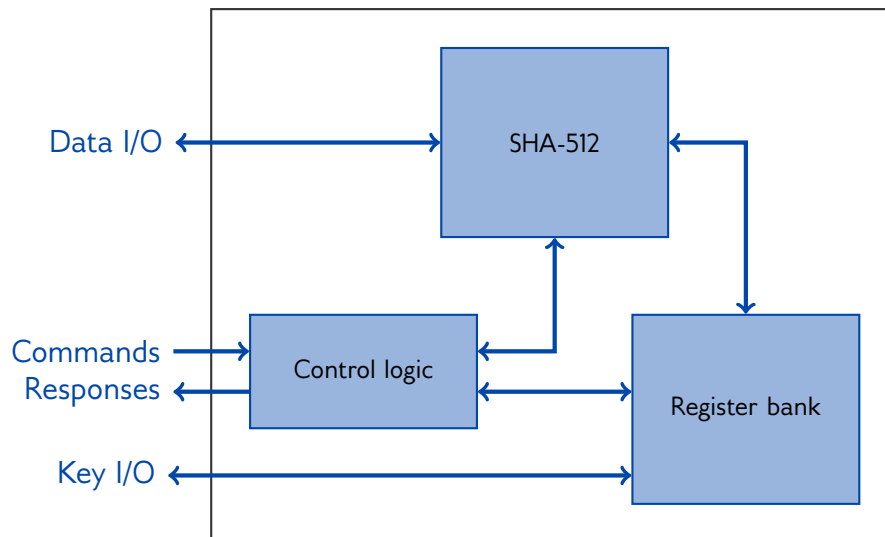 Data I/O
SHA-512
Commands
Responses
Control logic
Register bank
Key I/O